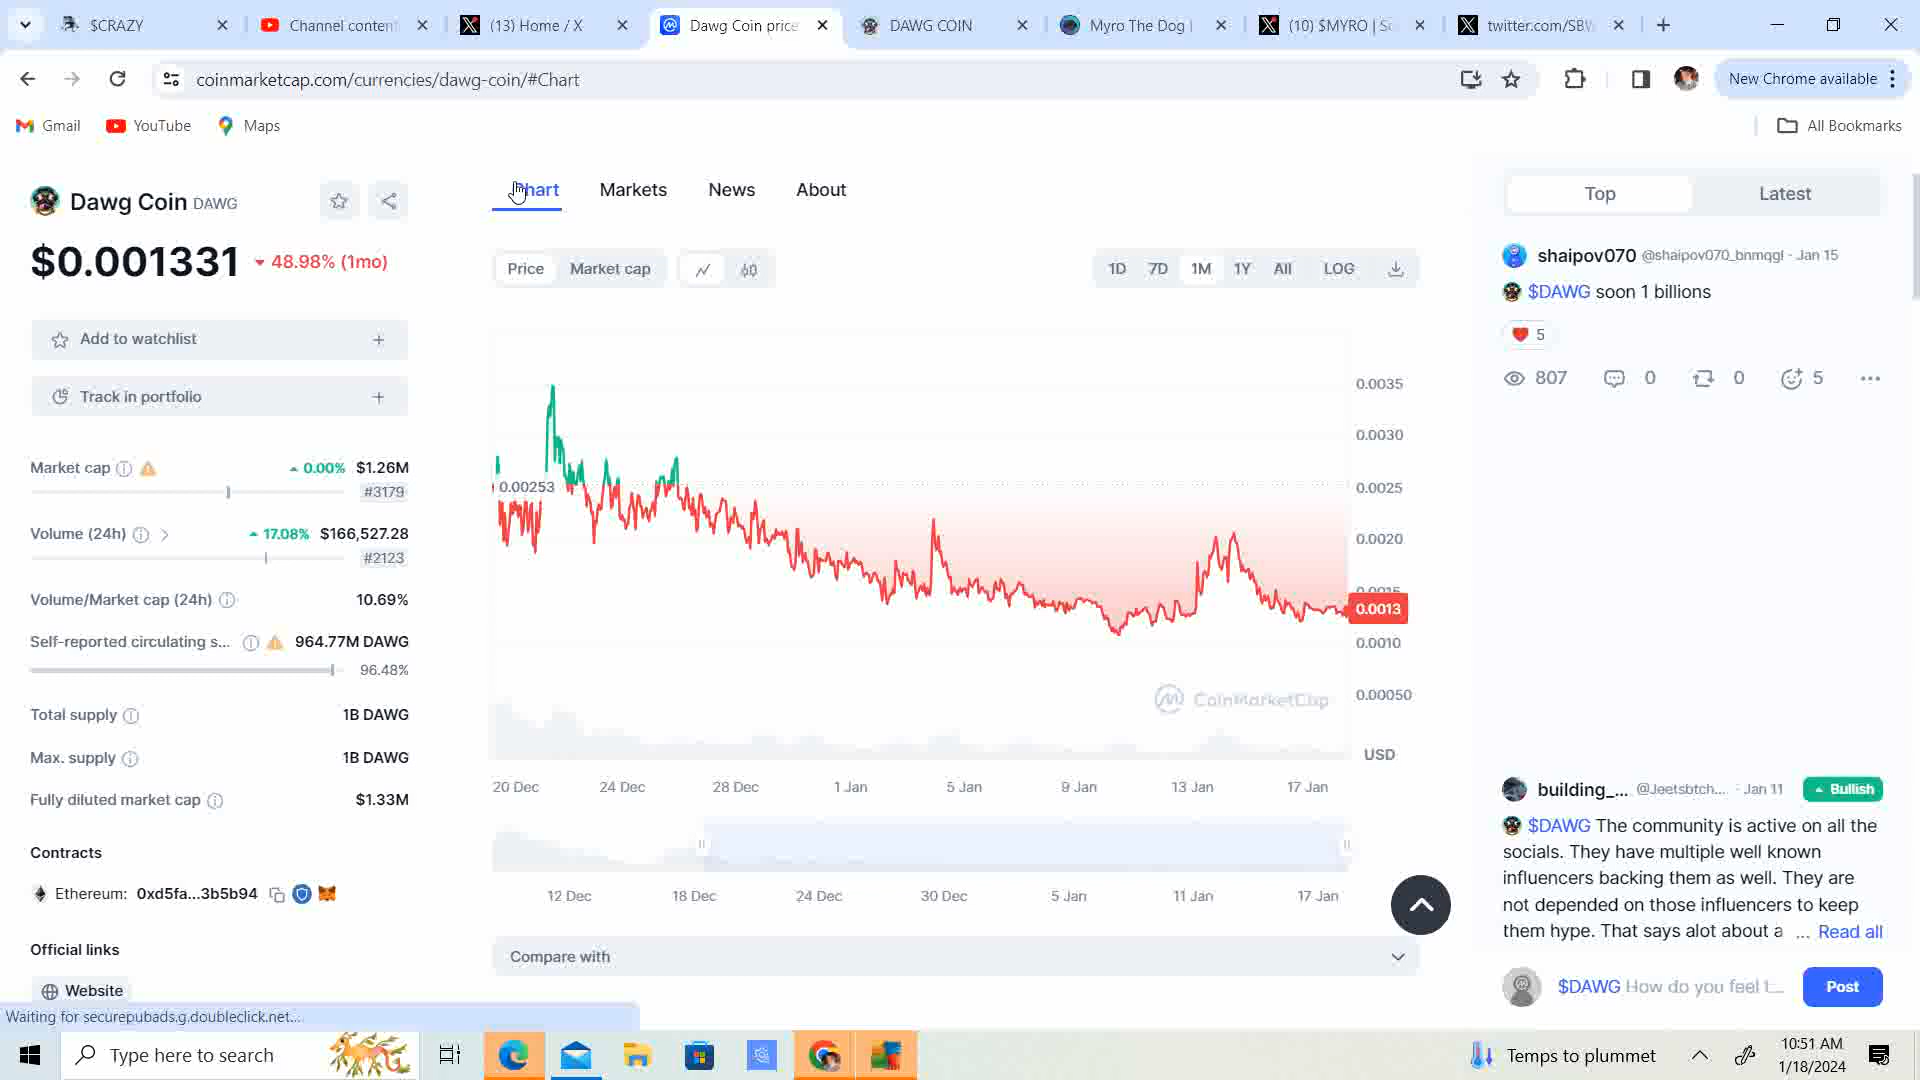 $CRAZY
Channel content
(13) Home / X
Dawg Coin price
DAWG COIN
Myro The Dog |
(10) $MYRO | Se
twitter.com/SBW
coinmarketcap.com/currencies/dawg-coin/#Chart
New Chrome available
Gmail
YouTube
Maps
All Bookmarks
Dawg Coin DAWG
$0.001331
48.98% (1mo)
Add to watchlist
Track in portfolio
Market cap
0.00% $1.26M
#3179
Volume (24h)
17.08% $166,527.28
#2123
Volume/Market cap (24h)
10.69%
Self-reported circulating s...
964.77M DAWG
96.48%
Total supply
1B DAWG
Max. supply
1B DAWG
Fully diluted market cap
$1.33M
Contracts
Ethereum: 0xd5fa...3b5b94
Official links
Website
Waiting for securepubads.g.doubleclick.net...
Chart
Markets
News
About
Price
Market cap
1D
7D
1M
1Y
All
LOG
0.00253
0.0035
0.0030
0.0025
0.0020
0.0015
0.0013
0.0010
0.00050
CoinMarketCap
USD
20 Dec
24 Dec
28 Dec
1 Jan
5 Jan
9 Jan
13 Jan
17 Jan
12 Dec
18 Dec
24 Dec
30 Dec
5 Jan
11 Jan
17 Jan
Compare with
Top
Latest
shaipov070 @shaipov070_bnmqgl · Jan 15
$DAWG soon 1 billions
5
807
0
0
5
building_... @Jeetsbtch... · Jan 11
Bullish
$DAWG The community is active on all the
socials. They have multiple well known
influencers backing them as well. They are
not depended on those influencers to keep
them hype. That says alot about a ... Read all
$DAWG How do you feel t...
Post
Type here to search
Temps to plummet
10:51 AM
1/18/2024